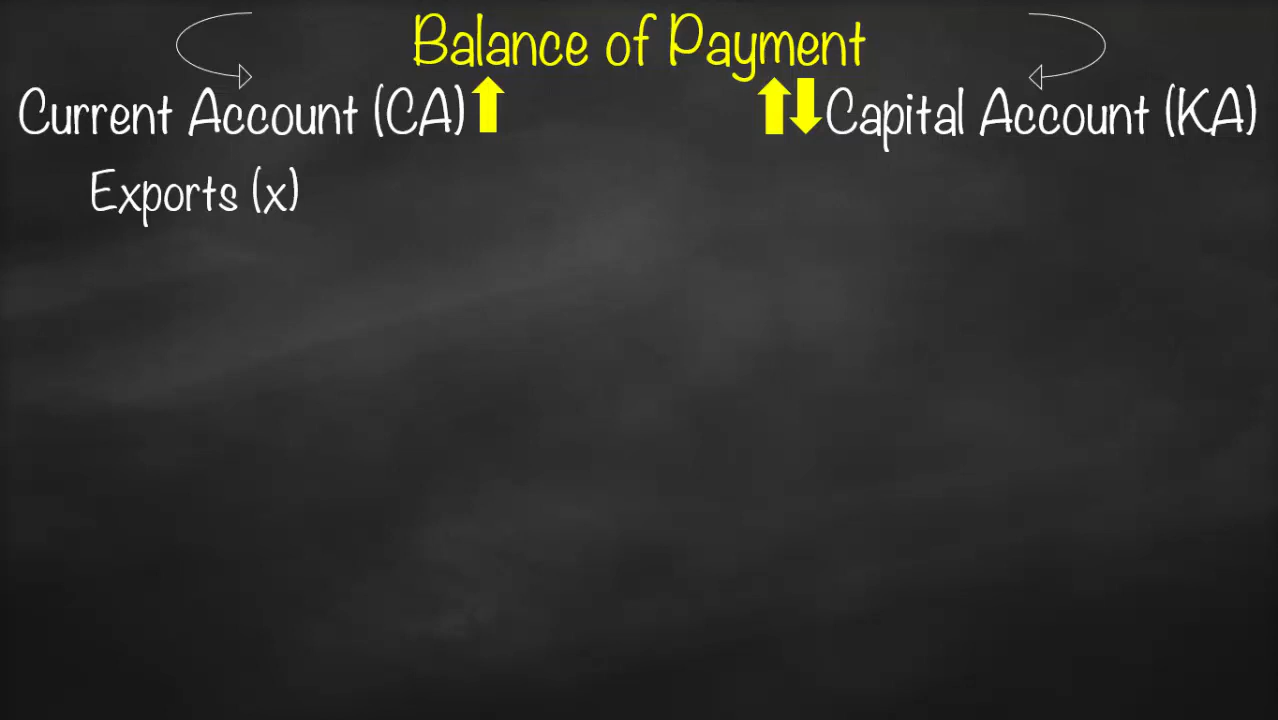 Balance of Payment
Current Account (CA)
Capital Account (KA)
Exports (x)